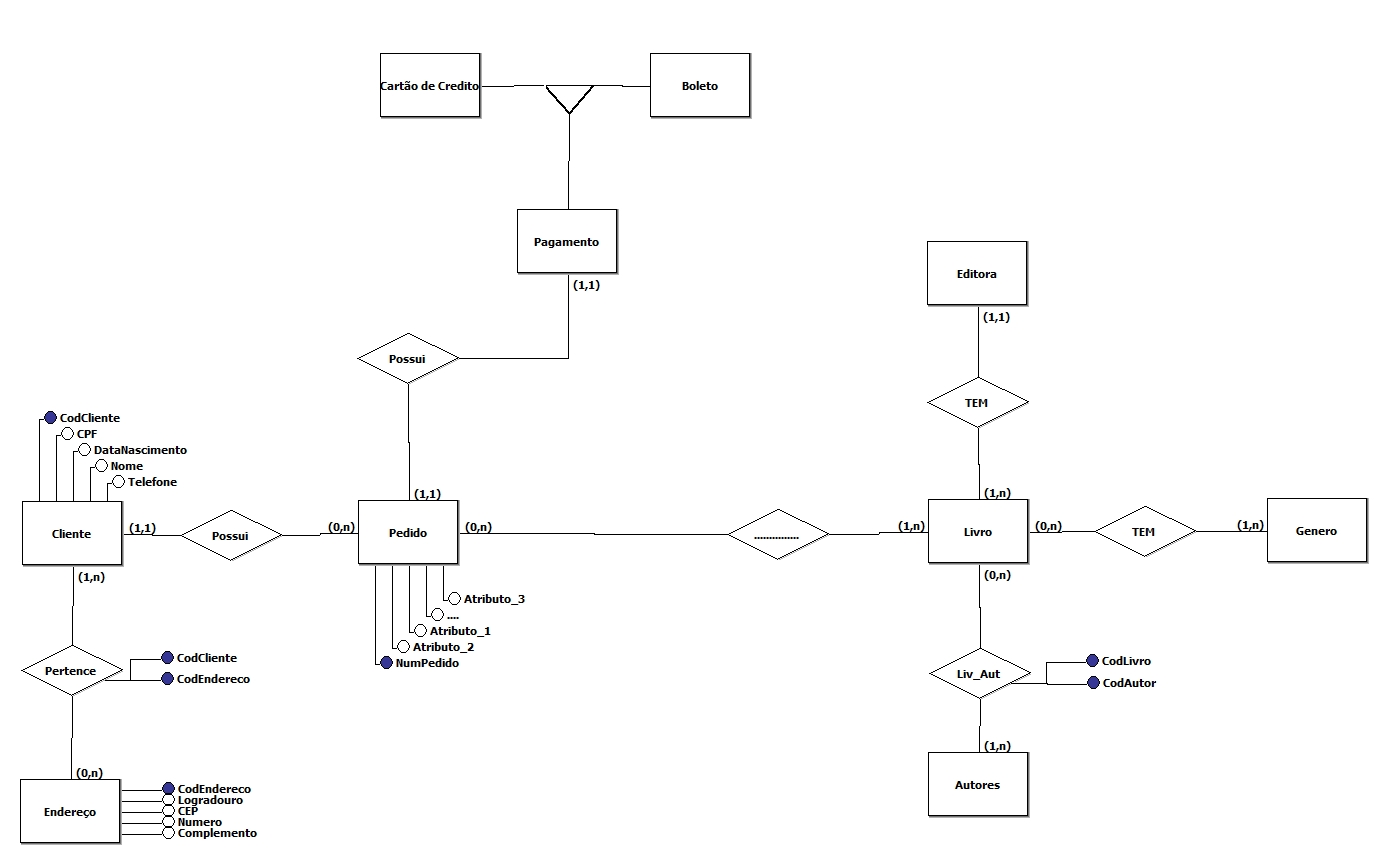 Cartão de Credito
Boleto
Pagamento
(1,1)
Editora
(1,1)
Possui
TEM
CodCliente
CPF
DataNascimento
Nome
Telefone
(1,1)
(1,n)
Cliente
(1,1)
Possui
(0,n)
Pedido
(0,n)
...............
(1,n)
Livro
(0,n)
TEM
(1,n)
Genero
(1,n)
(0,n)
Atributo_3
....
Atributo_1
Atributo_2
NumPedido
Pertence
CodCliente
CodEndereco
Liv_Aut
CodLivro
CodAutor
(0,n)
(1,n)
Endereço
CodEndereco
Logradouro
CEP
Numero
Complemento
Autores